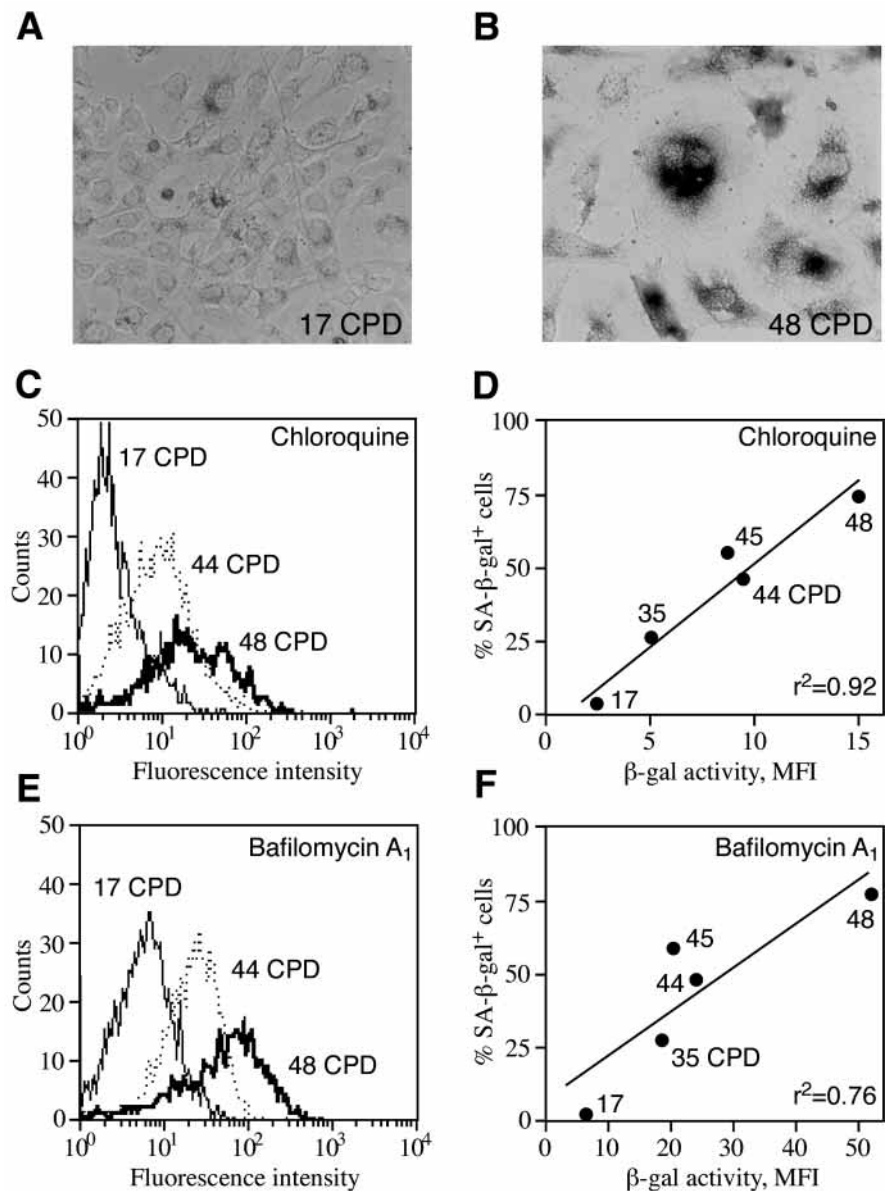 A
17 CPD
B
48 CPD
C
50
40
30
20
10
0
Counts
Chloroquine
17 CPD
44 CPD
48 CPD
10⁰ 10¹ 10² 10³ 10⁴
Fluorescence intensity
D
100
75
50
25
0
% SA-β-gal⁺ cells
Chloroquine
45
48
44 CPD
35
17
r²=0.92
0 5 10 15
β-gal activity, MFI
E
50
40
30
20
10
0
Counts
Bafilomycin A₁
17 CPD
44 CPD
48 CPD
10⁰ 10¹ 10² 10³ 10⁴
Fluorescence intensity
F
100
75
50
25
0
% SA-β-gal⁺ cells
Bafilomycin A₁
45
48
44
35 CPD
17
r²=0.76
0 10 20 30 40 50
β-gal activity, MFI